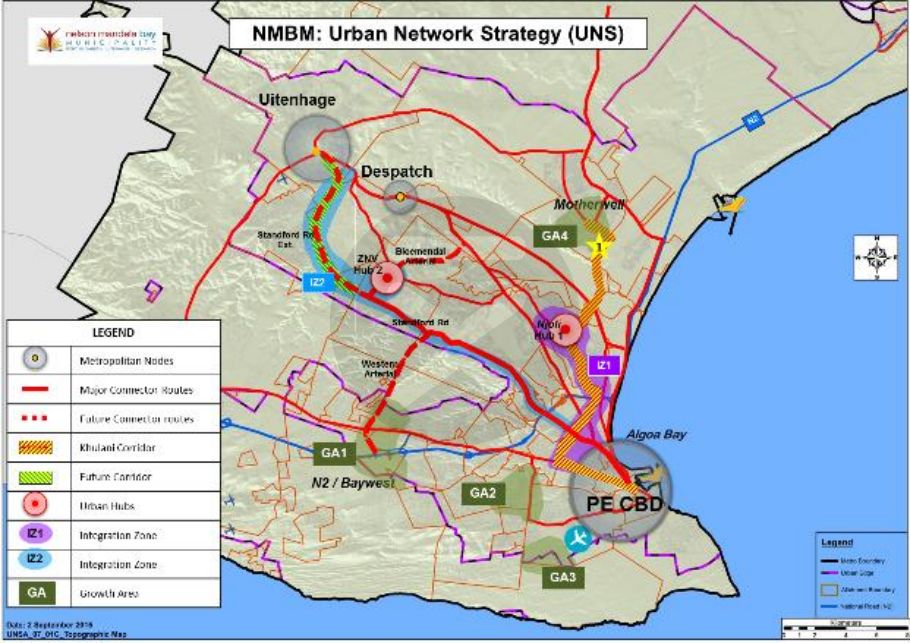 nelson mandela bay
MUNICIPALITY
NMBM: Urban Network Strategy (UNS)
Uitenhage
N2
Despatch
Motherwell
GA4
1
Standford Rd
Ext.
Bloemendal
Arterial
ZNV
Hub 2
IZ2
Standford Rd
Njoli
Hub 1
IZ1
Western
Arterial
Algoa Bay
GA1
N2 / Baywest
GA2
PE CBD
GA3
LEGEND
Metropolitan Nodes
Major Connector Routes
Future Connector routes
Khulani Corridor
Future Corridor
Urban Hubs
IZ1
Integration Zone
IZ2
Integration Zone
GA
Growth Area
Legend
Metro Boundary
Urban Edge
Allotment Boundary
National Road (N2)
Kilometers
Date: 2 September 2015
UNSA_07_01C_Topographic Map